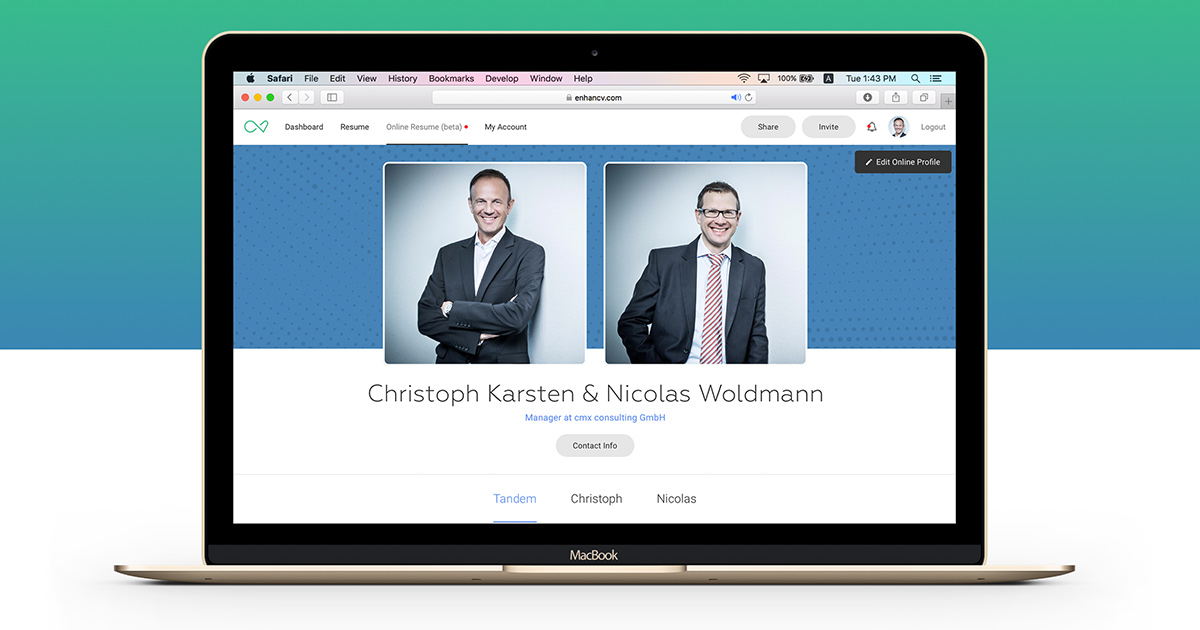 Safari File Edit View History Bookmarks Develop Window Help 100% A Tue 1:43 PM
enhancv.com
Dashboard Resume Online Resume (beta) My Account Share Invite Logout
Edit Online Profile
Christoph Karsten & Nicolas Woldmann
Manager at cmx consulting GmbH
Contact Info
Tandem Christoph Nicolas
MacBook